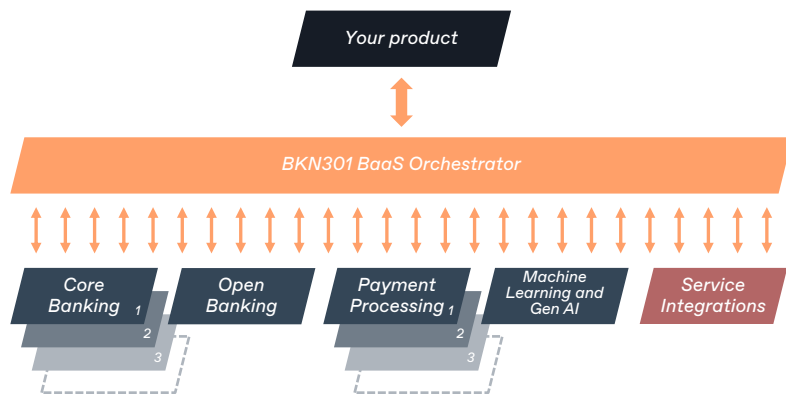 Your product
BKN301 BaaS Orchestrator
Core
Banking 1
2
3
Open
Banking
Payment
Processing 1
2
3
Machine
Learning and
Gen AI
Service
Integrations